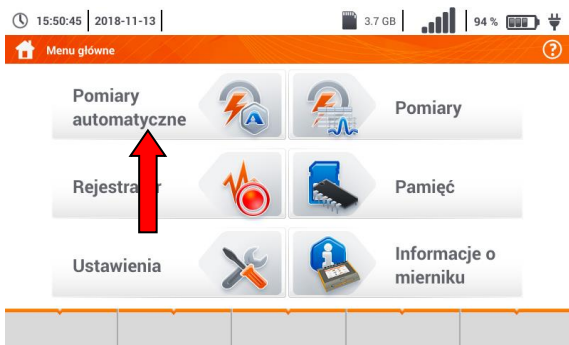 15:50:45 2018-11-13 3.7 GB 94 %
Menu główne ?
Pomiary
automatyczne
Pomiary
Pamięć
Ustawienia
Informacje o
mierniku